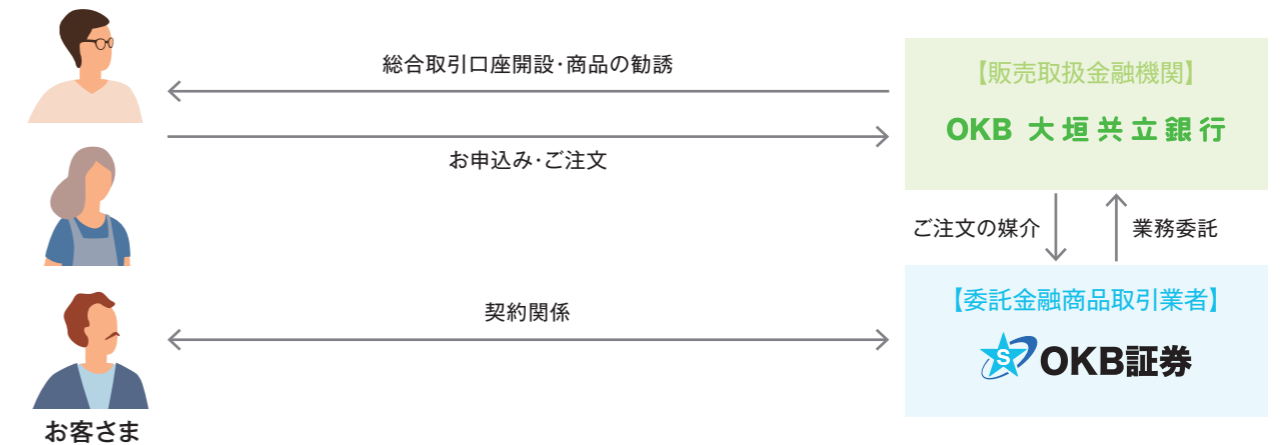 総合取引口座開設・商品の勧誘
【販売取扱金融機関】
OKB 大垣共立銀行
お申込み・ご注文
ご注文の媒介
業務委託
【委託金融商品取引業者】
契約関係
S OKB証券
お客さま